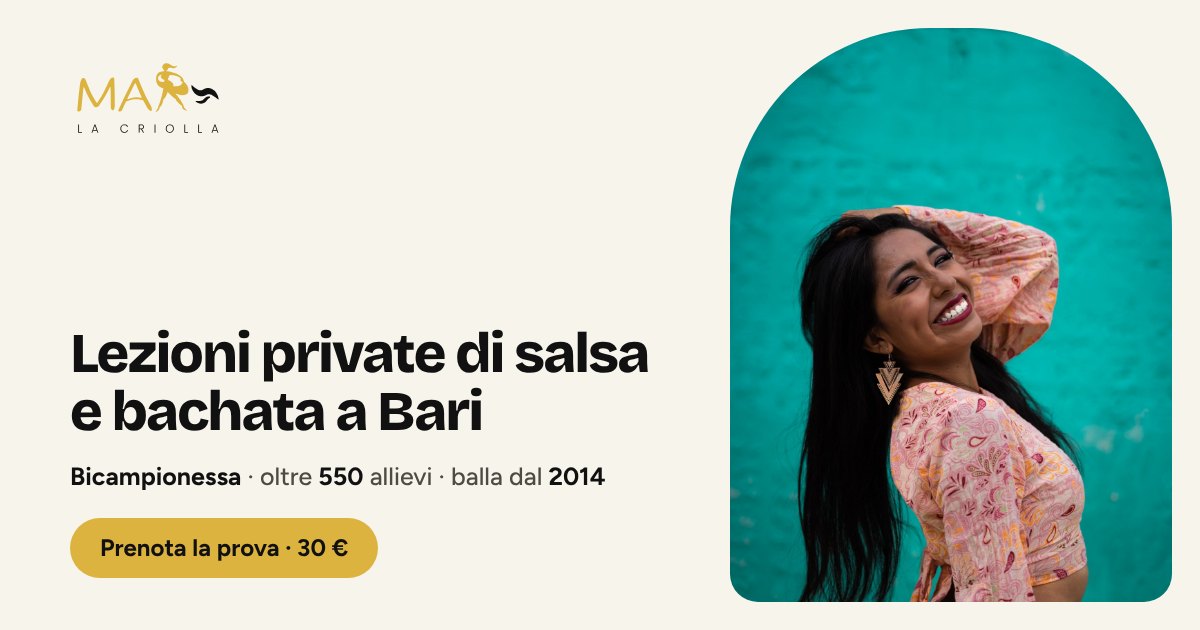 MAR
LA CRIOLLA
Lezioni private di salsa
e bachata a Bari
Bicampionessa · oltre 550 allievi · balla dal 2014
Prenota la prova · 30 €